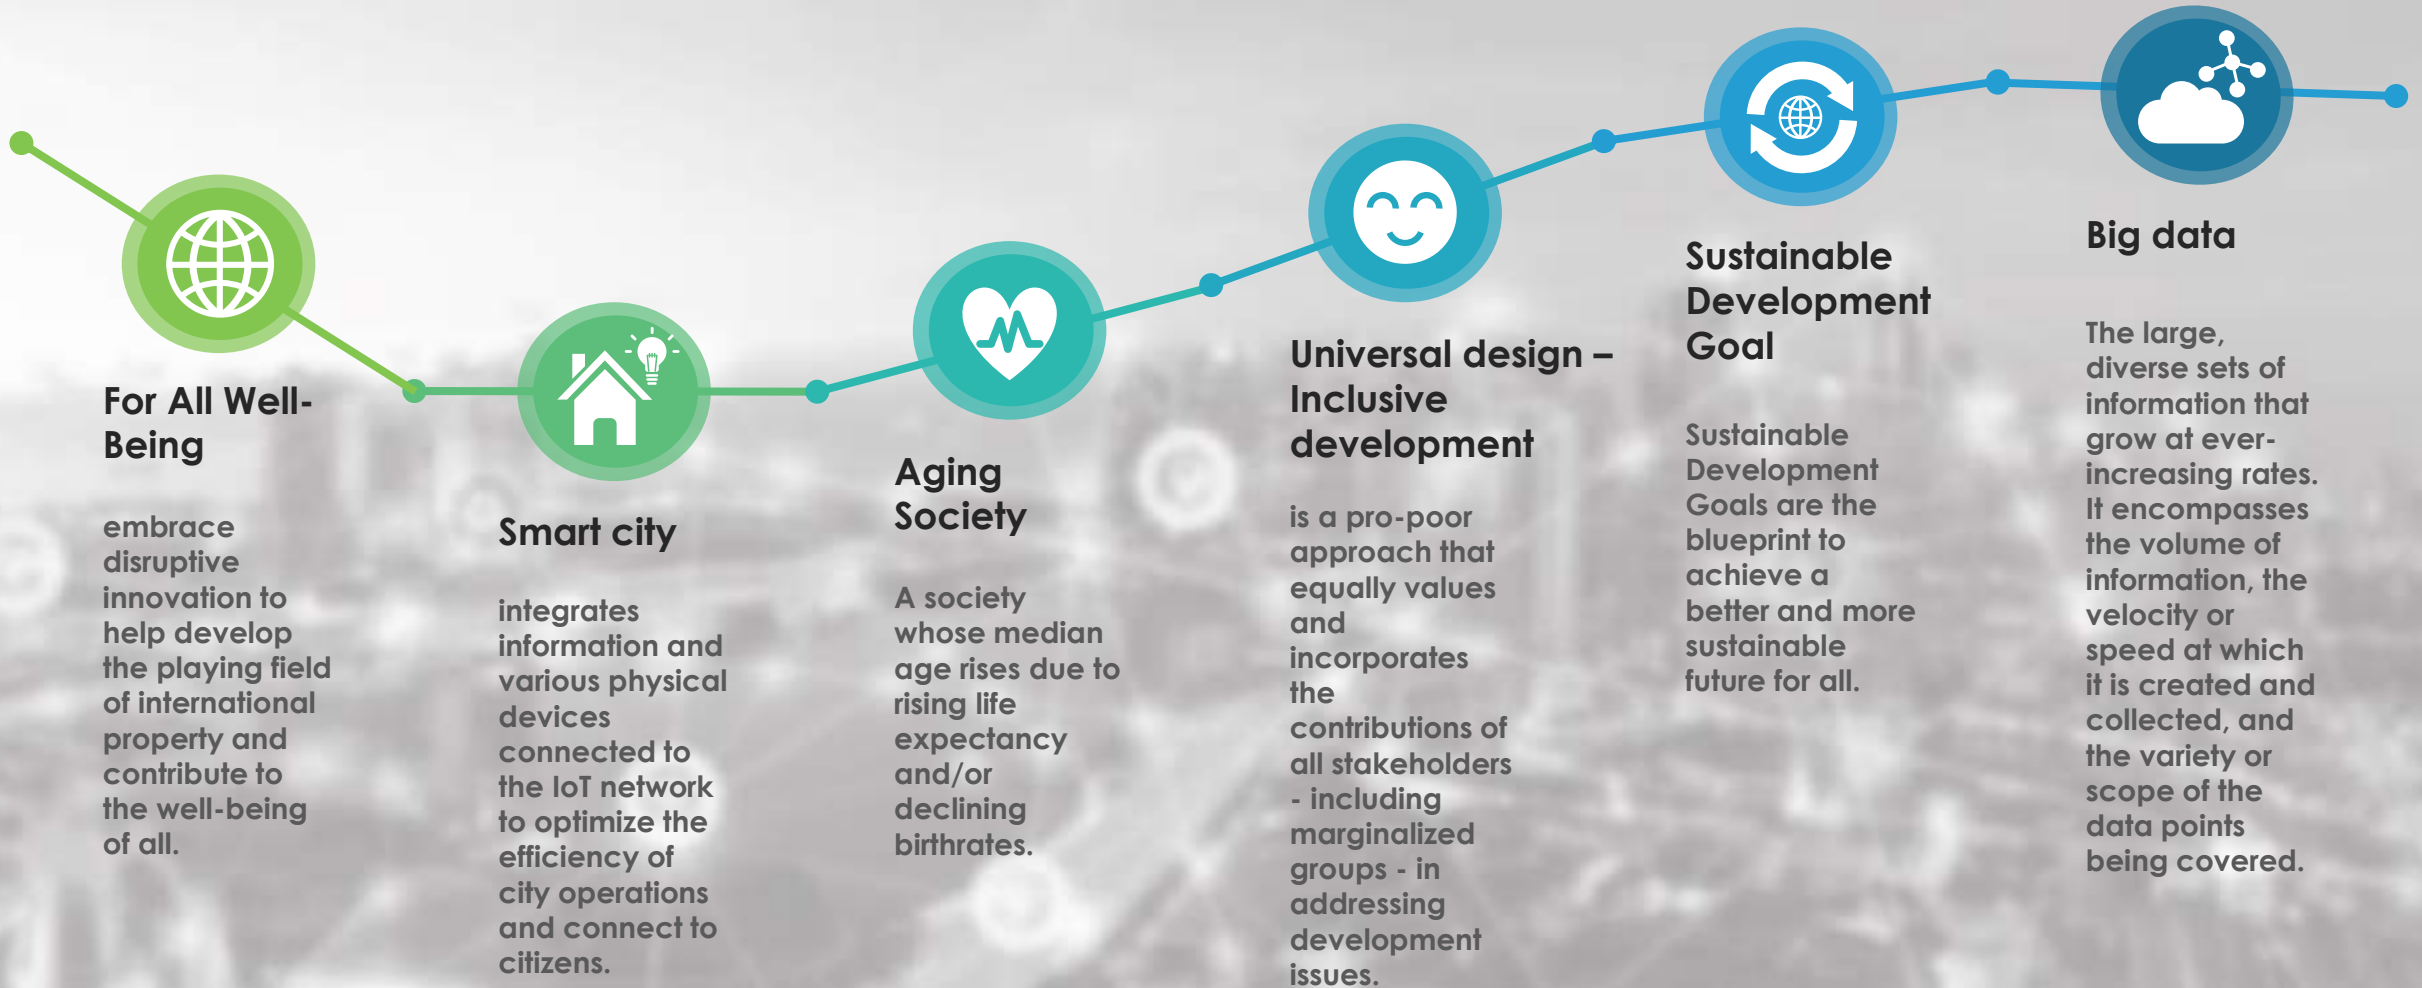 For All Well-
Being
embrace
disruptive
innovation to
help develop
the playing field
of international
property and
contribute to
the well-being
of all.
Smart city
integrates
information and
various physical
devices
connected to
the IoT network
to optimize the
efficiency of
city operations
and connect to
citizens.
Aging
Society
A society
whose median
age rises due to
rising life
expectancy
and/or
declining
birthrates.
Universal design –
Inclusive
development
is a pro-poor
approach that
equally values
and
incorporates
the
contributions of
all stakeholders
- including
marginalized
groups - in
addressing
development
issues.
Sustainable
Development
Goal
Sustainable
Development
Goals are the
blueprint to
achieve a
better and more
sustainable
future for all.
Big data
The large,
diverse sets of
information that
grow at ever-
increasing rates.
It encompasses
the volume of
information, the
velocity or
speed at which
it is created and
collected, and
the variety or
scope of the
data points
being covered.